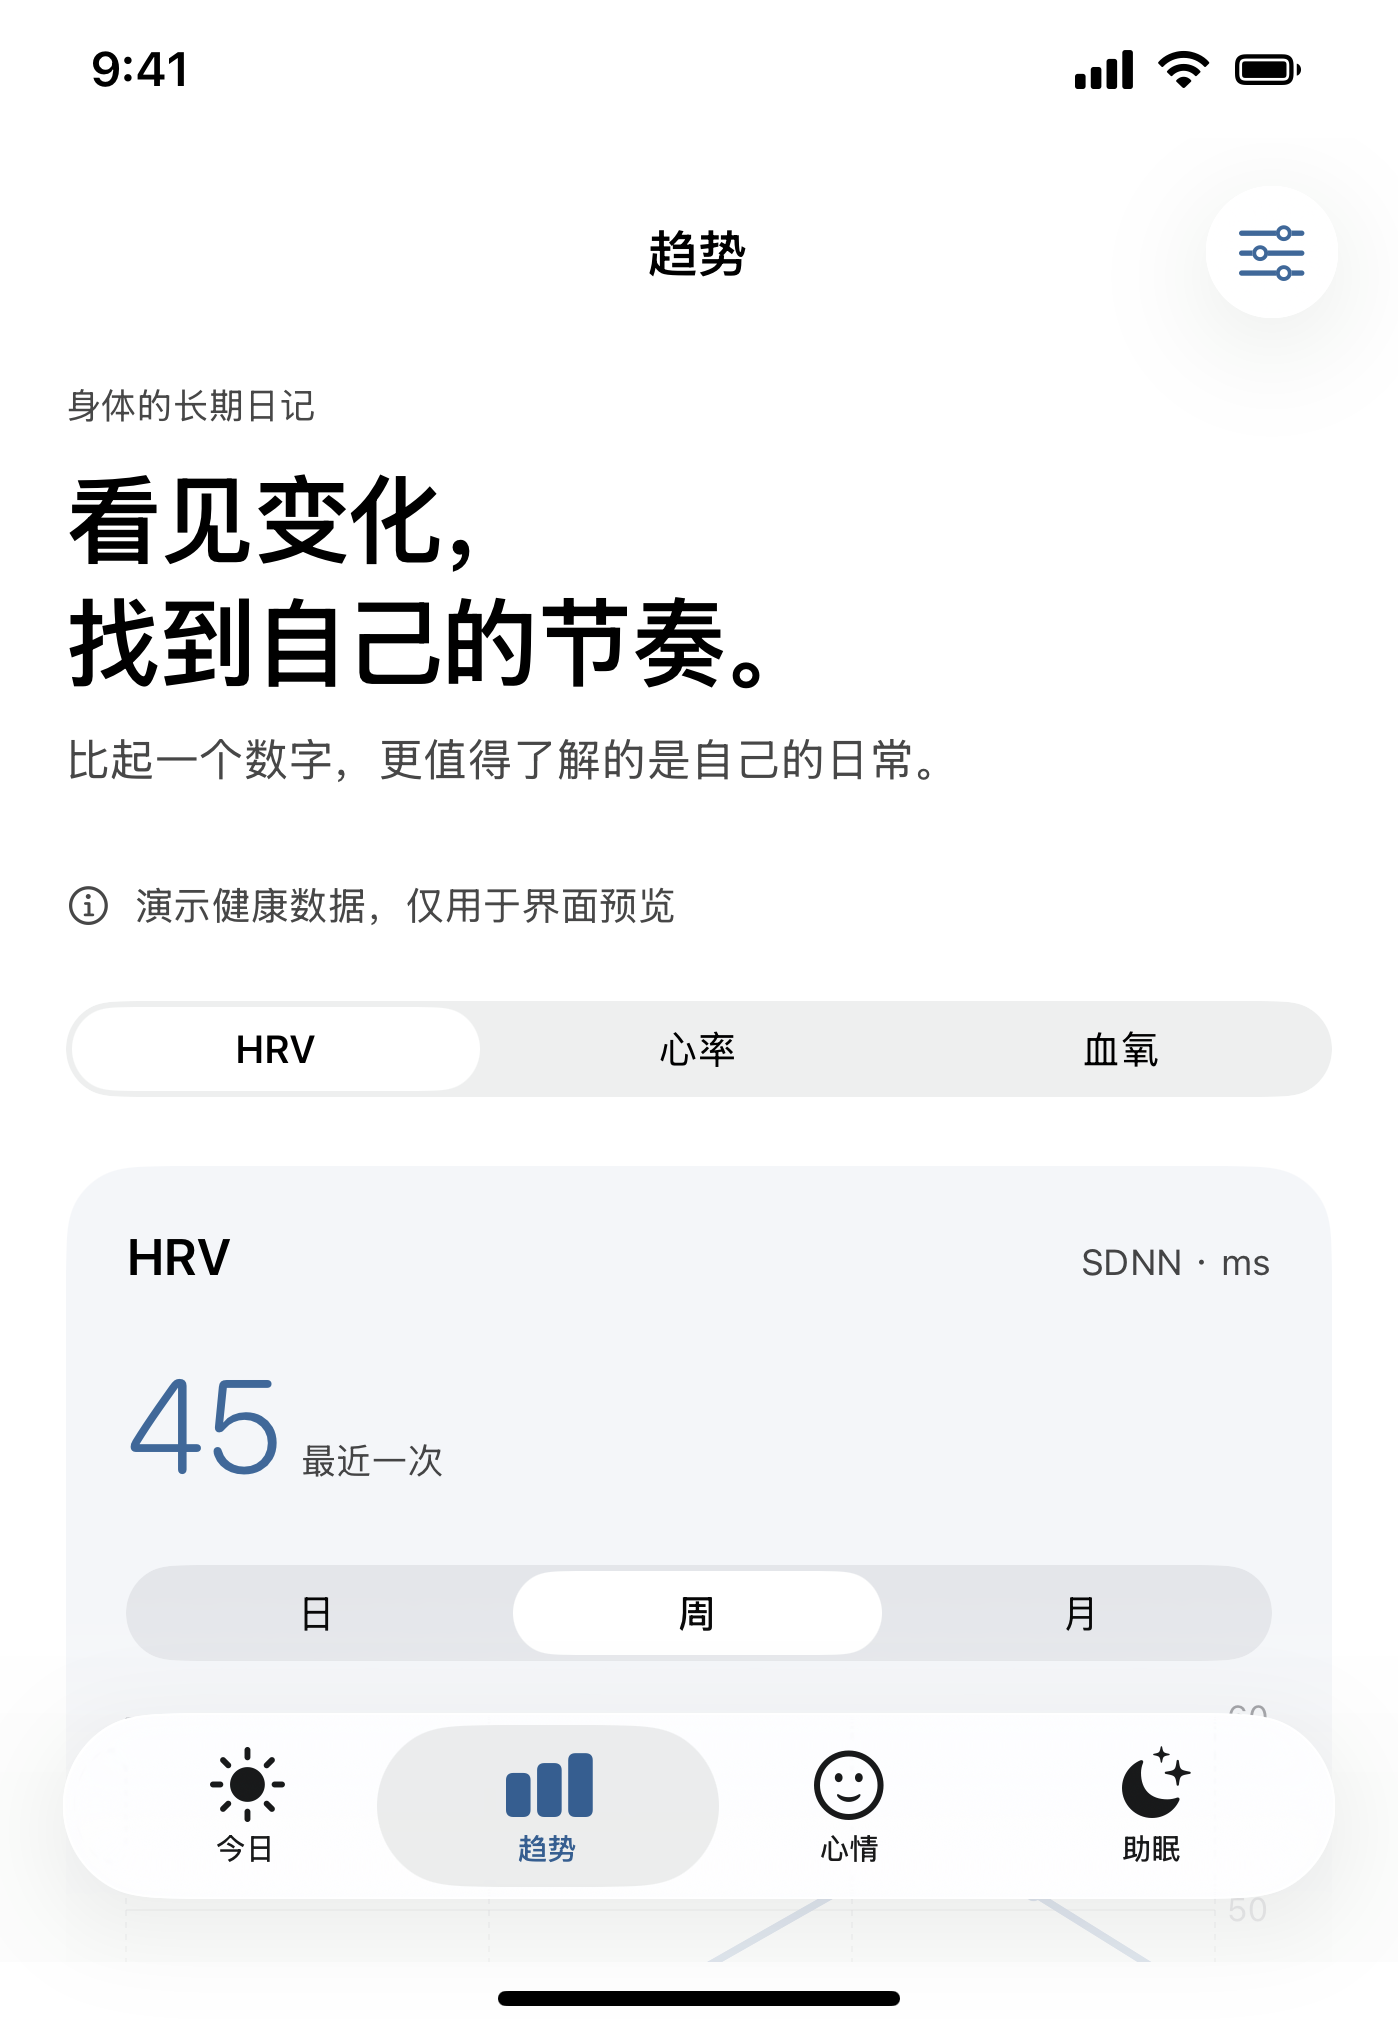 9:41
趋势
身体的长期日记
看见变化，
找到自己的节奏。
比起一个数字，更值得了解的是自己的日常。
演示健康数据，仅用于界面预览
HRV 心率 血氧
HRV SDNN · ms
45 最近一次
日 周 月
60
今日 趋势 心情 助眠
50